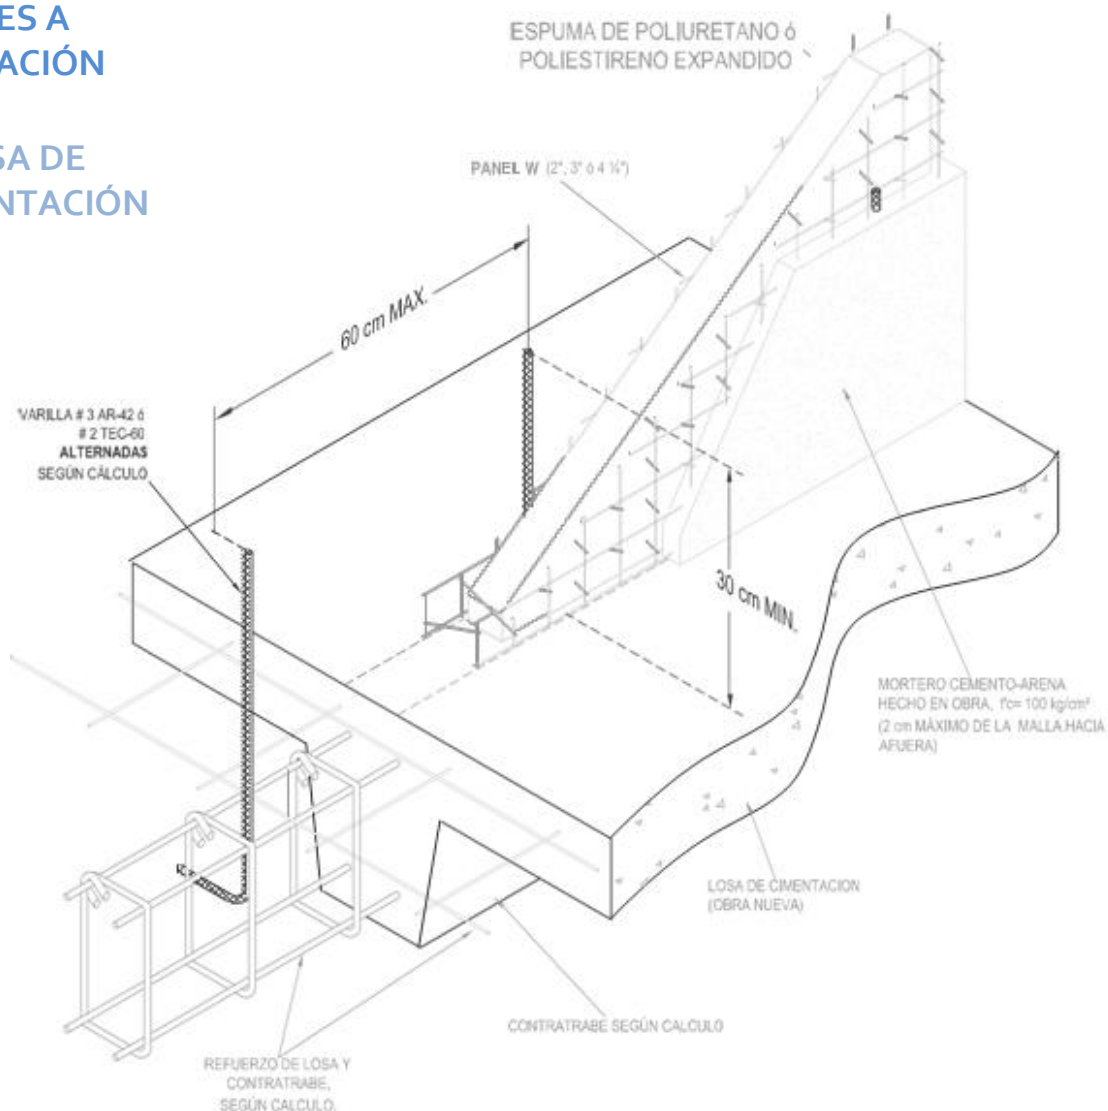 ES A
ACIÓN
SA DE
NTACIÓN
ESPUMA DE POLIURETANO ó
POLIESTIRENO EXPANDIDO
PANEL W (2", 3" ó 4 ½")
60 cm MAX.
VARILLA # 3 AR-42 ó
# 2 TEC-60
ALTERNADAS
SEGÚN CÁLCULO
30 cm MIN.
MORTERO CEMENTO-ARENA
HECHO EN OBRA, f'c= 100 kg/cm²
(2 cm MÁXIMO DE LA MALLA HACIA
AFUERA)
LOSA DE CIMENTACION
(OBRA NUEVA)
CONTRATRABE SEGÚN CALCULO
REFUERZO DE LOSA Y
CONTRATRABE,
SEGÚN CALCULO.